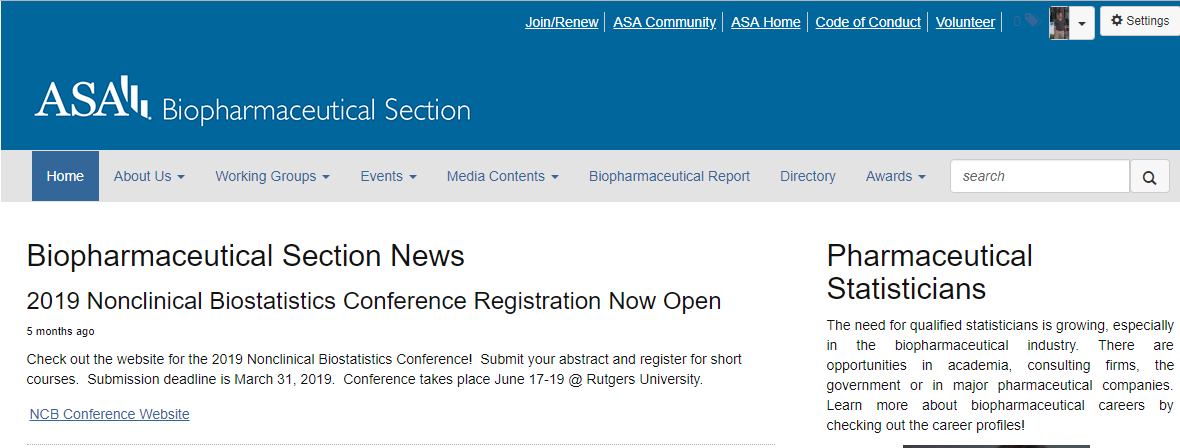 Join/Renew ASA Community ASA Home Code of Conduct Volunteer 0 Settings
ASA Biopharmaceutical Section
Home About Us Working Groups Events Media Contents Biopharmaceutical Report Directory Awards search
Biopharmaceutical Section News
2019 Nonclinical Biostatistics Conference Registration Now Open
5 months ago
Check out the website for the 2019 Nonclinical Biostatistics Conference!  Submit your abstract and register for short
courses.  Submission deadline is March 31, 2019.  Conference takes place June 17-19 @ Rutgers University.
NCB Conference Website
Pharmaceutical
Statisticians
The need for qualified statisticians is growing, especially
in the biopharmaceutical industry. There are
opportunities in academia, consulting firms, the
government or in major pharmaceutical companies.
Learn more about biopharmaceutical careers by
checking out the career profiles!